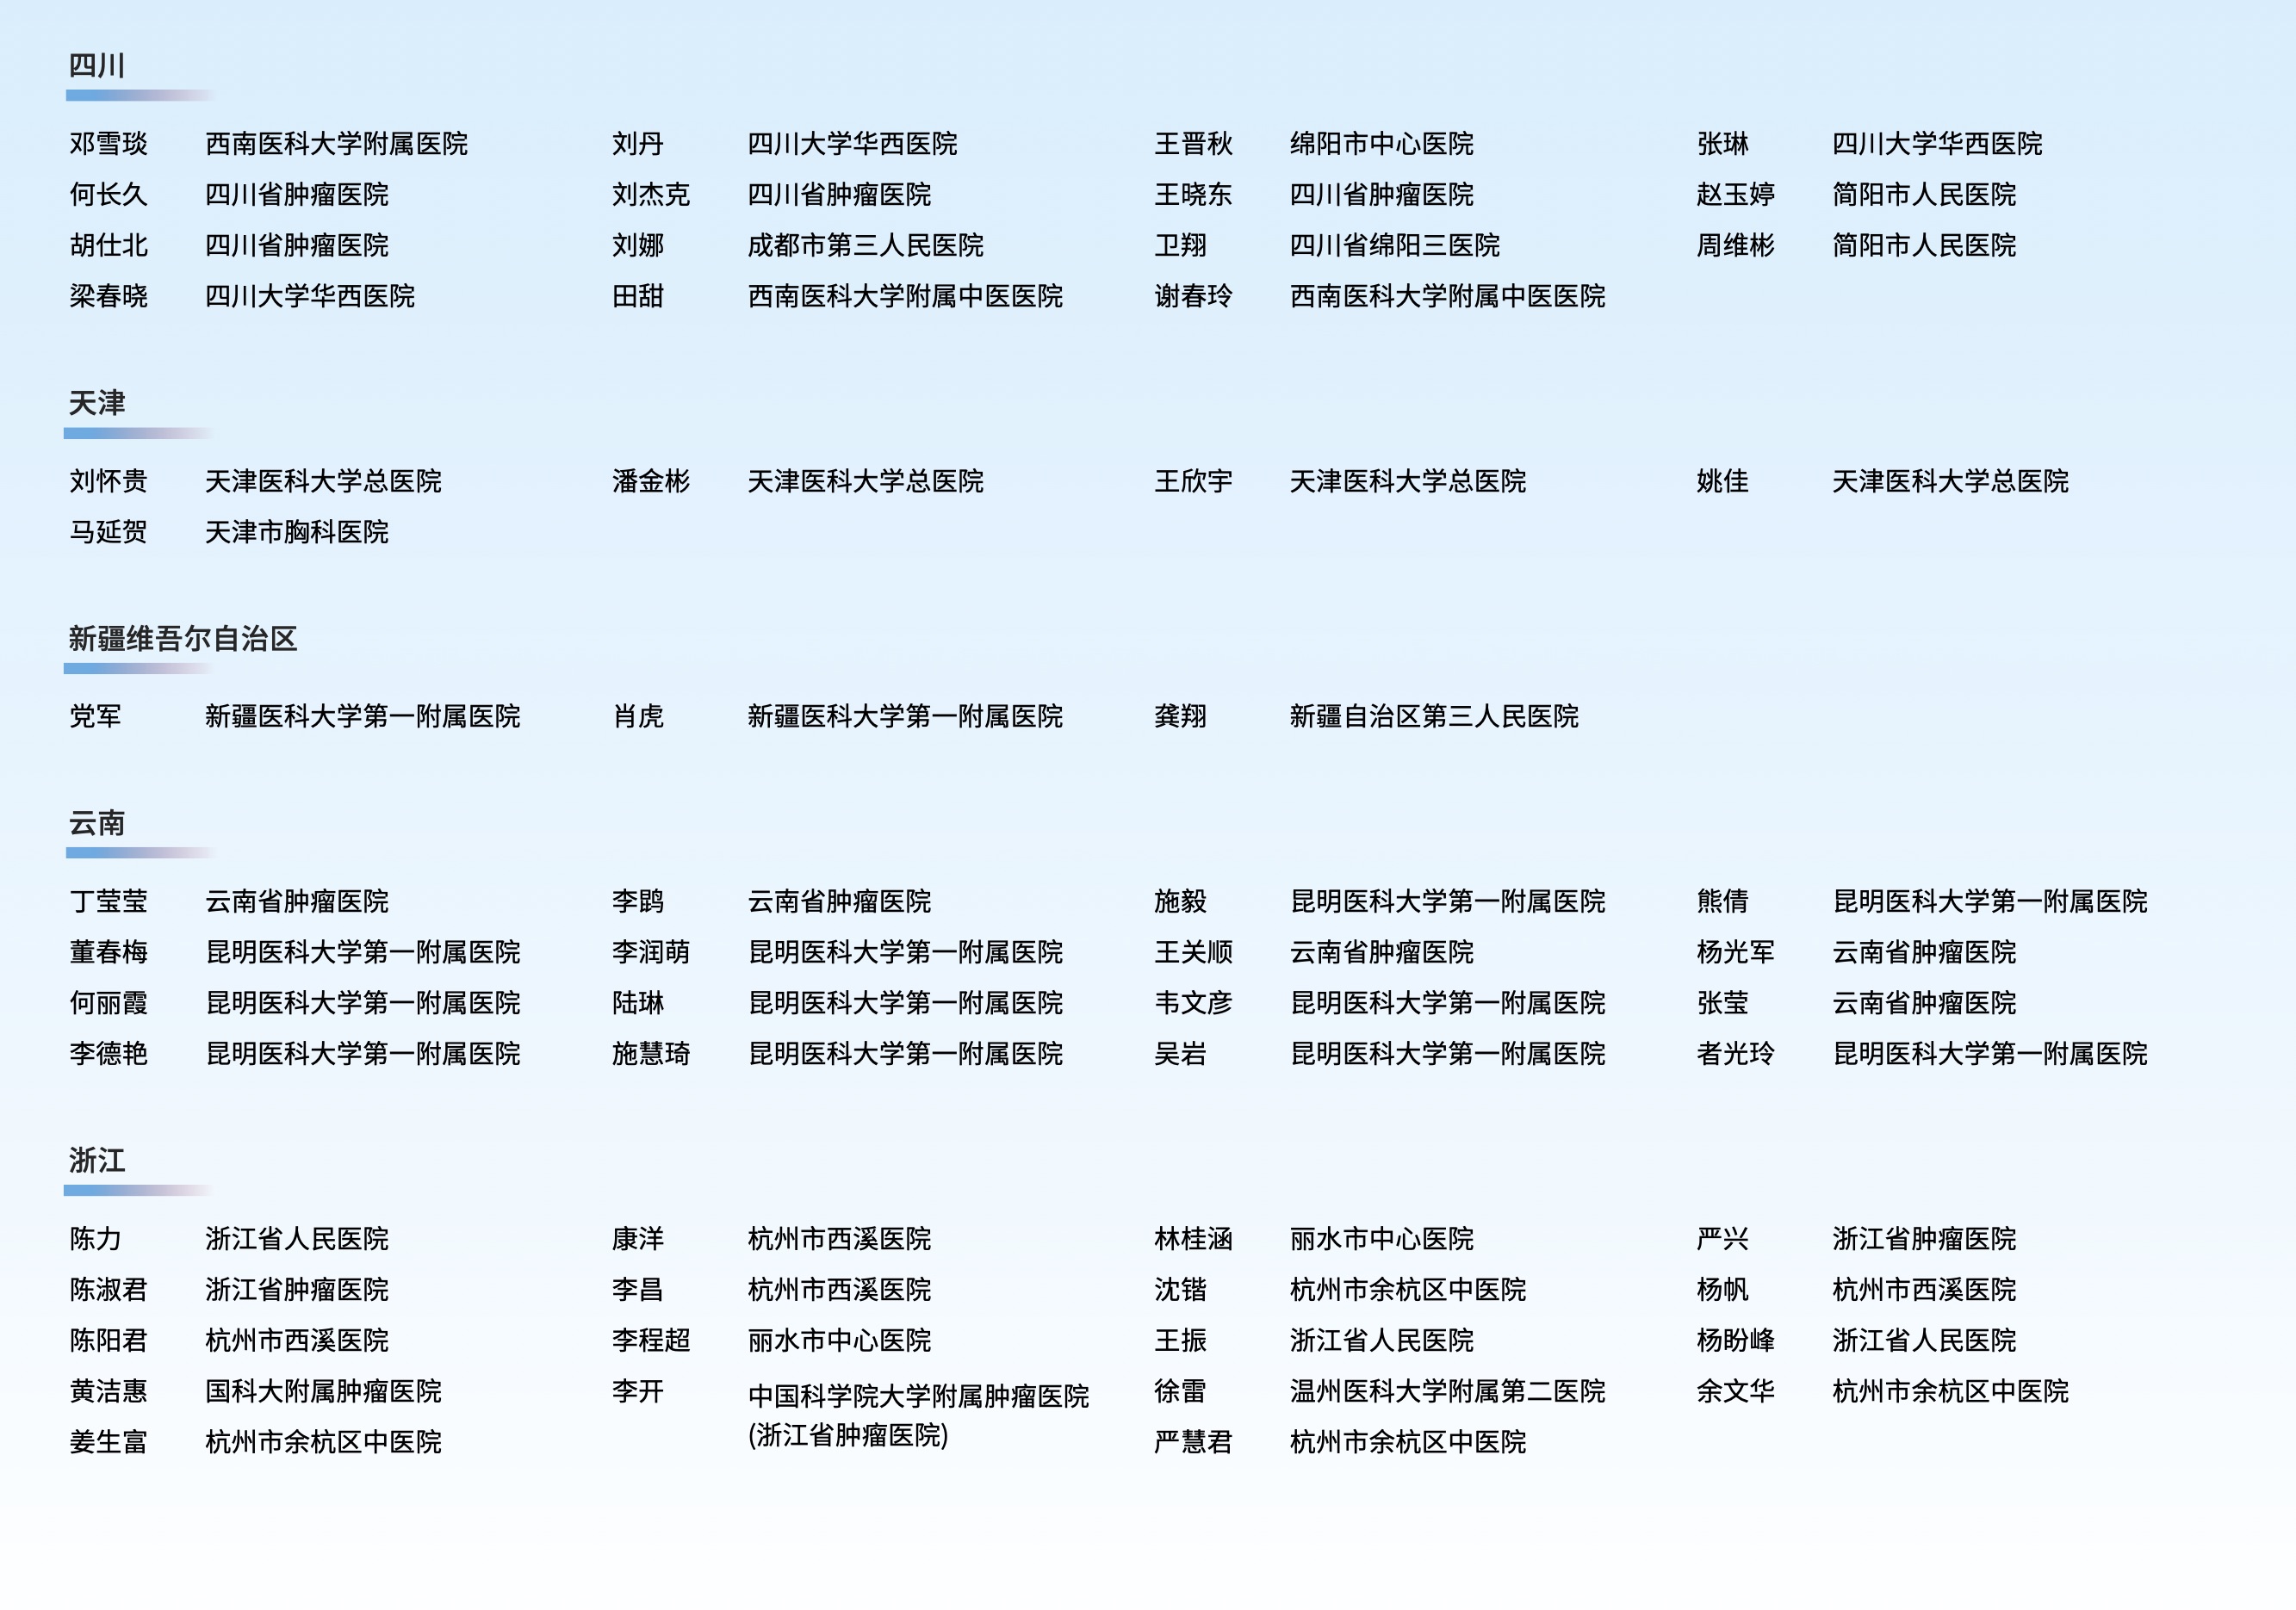 四川
邓雪琰 西南医科大学附属医院 刘丹 四川大学华西医院 王晋秋 绵阳市中心医院 张琳 四川大学华西医院
何长久 四川省肿瘤医院 刘杰克 四川省肿瘤医院 王晓东 四川省肿瘤医院 赵玉婷 简阳市人民医院
胡仕北 四川省肿瘤医院 刘娜 成都市第三人民医院 卫翔 四川省绵阳三医院 周维彬 简阳市人民医院
梁春晓 四川大学华西医院 田甜 西南医科大学附属中医医院 谢春玲 西南医科大学附属中医医院
天津
刘怀贵 天津医科大学总医院 潘金彬 天津医科大学总医院 王欣宇 天津医科大学总医院 姚佳 天津医科大学总医院
马延贺 天津市胸科医院
新疆维吾尔自治区
党军 新疆医科大学第一附属医院 肖虎 新疆医科大学第一附属医院 龚翔 新疆自治区第三人民医院
云南
丁莹莹 云南省肿瘤医院 李鹍 云南省肿瘤医院 施毅 昆明医科大学第一附属医院 熊倩 昆明医科大学第一附属医院
董春梅 昆明医科大学第一附属医院 李润萌 昆明医科大学第一附属医院 王关顺 云南省肿瘤医院 杨光军 云南省肿瘤医院
何丽霞 昆明医科大学第一附属医院 陆琳 昆明医科大学第一附属医院 韦文彦 昆明医科大学第一附属医院 张莹 云南省肿瘤医院
李德艳 昆明医科大学第一附属医院 施慧琦 昆明医科大学第一附属医院 吴岩 昆明医科大学第一附属医院 者光玲 昆明医科大学第一附属医院
浙江
陈力 浙江省人民医院 康洋 杭州市西溪医院 林桂涵 丽水市中心医院 严兴 浙江省肿瘤医院
陈淑君 浙江省肿瘤医院 李昌 杭州市西溪医院 沈锴 杭州市余杭区中医院 杨帆 杭州市西溪医院
陈阳君 杭州市西溪医院 李程超 丽水市中心医院 王振 浙江省人民医院 杨盼峰 浙江省人民医院
黄洁惠 国科大附属肿瘤医院 李开 中国科学院大学附属肿瘤医院 徐雷 温州医科大学附属第二医院 余文华 杭州市余杭区中医院
(浙江省肿瘤医院)
姜生富 杭州市余杭区中医院 严慧君 杭州市余杭区中医院